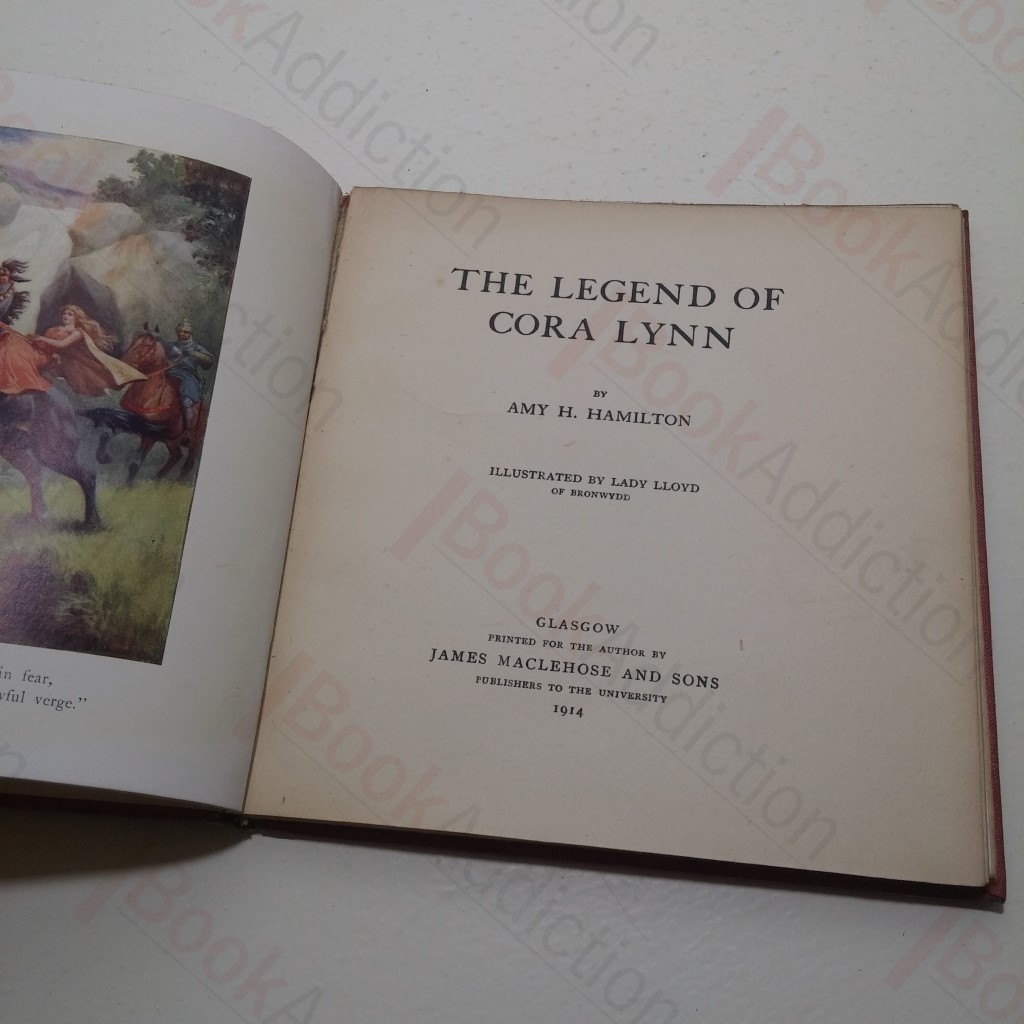 in fear,
verge."
THE LEGEND OF
CORA LYNN
BY
AMY H. HAMILTON
ILLUSTRATED BY LADY LLOYD
OF BRONWYDD
GLASGOW
PRINTED FOR THE AUTHOR BY
JAMES MACLEHOSE AND SONS
PUBLISHERS TO THE UNIVERSITY
1914
BookAddiction